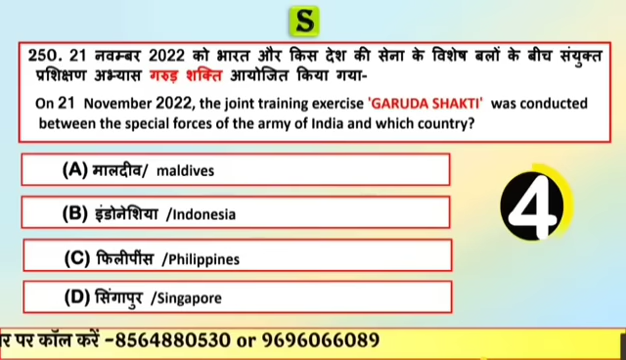 S
250. 21 नवम्बर 2022 को भारत और किस देश की सेना के विशेष बलों के बीच संयुक्त
प्रशिक्षण अभ्यास गरुड़ शक्ति आयोजित किया गया-
On 21 November 2022, the joint training exercise 'GARUDA SHAKTI' was conducted
between the special forces of the army of India and which country?
(A) मालदीव/ maldives
(B) इंडोनेशिया /Indonesia
4
(C) फिलीपींस /Philippines
(D) सिंगापुर /Singapore
पर कॉल करें -8564880530 or 9696066089